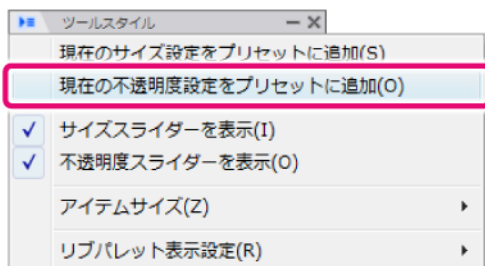 ツールスタイル
現在のサイズ設定をプリセットに追加(S)
現在の不透明度設定をプリセットに追加(O)
サイズスライダーを表示(I)
不透明度スライダーを表示(O)
アイテムサイズ(Z)
リブパレット表示設定(R)